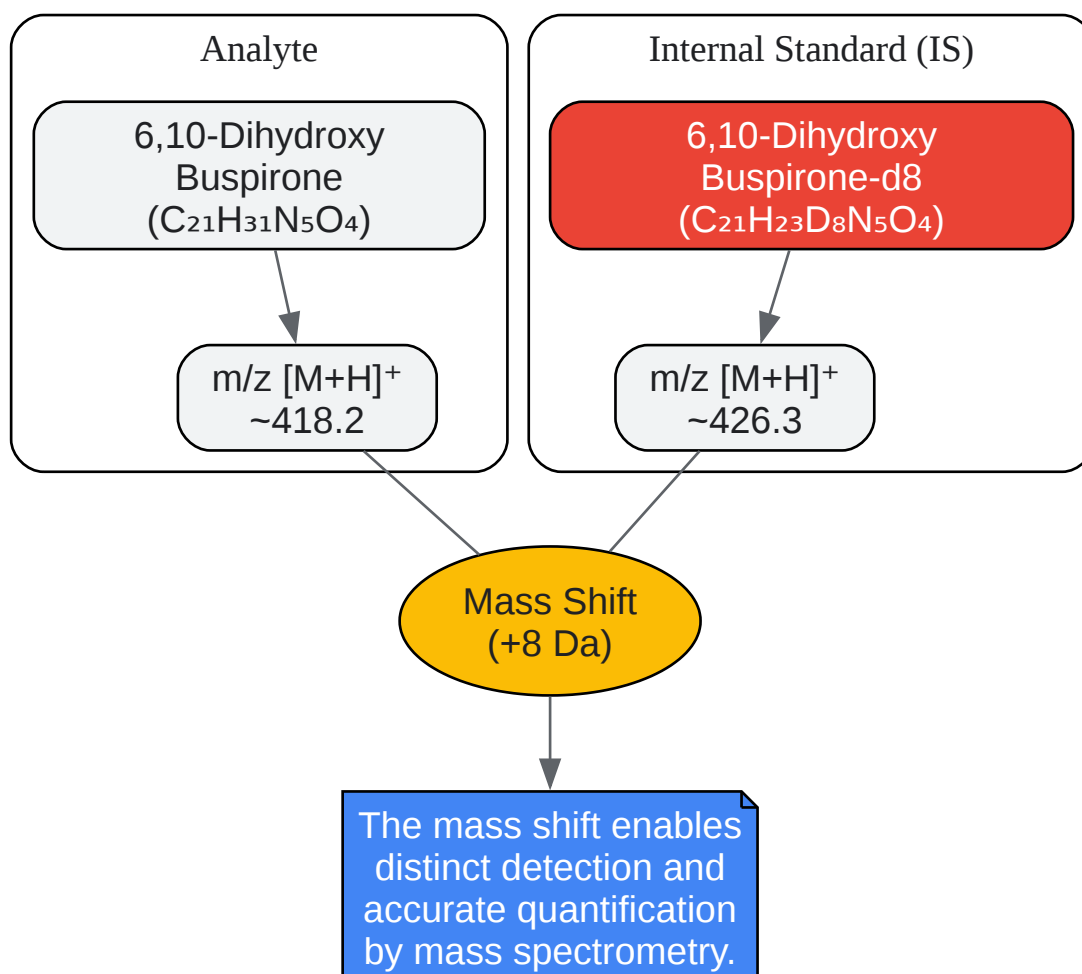 Analyte
6,10-Dihydroxy
Buspirone
(C₂₁H₃₁N₅O₄)
m/z [M+H]⁺
~418.2
Internal Standard (IS)
6,10-Dihydroxy
Buspirone-d8
(C₂₁H₂₃D₈N₅O₄)
m/z [M+H]⁺
~426.3
Mass Shift
(+8 Da)
The mass shift enables
distinct detection and
accurate quantification
by mass spectrometry.